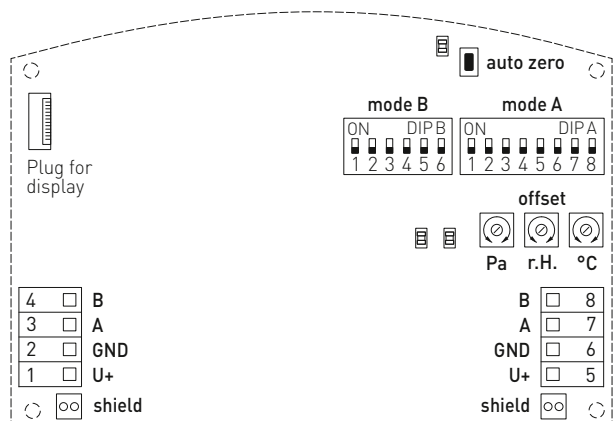 auto zero
mode B
mode A
ON DIP B
1 2 3 4 5 6
ON DIP A
1 2 3 4 5 6 7 8
Plug for
display
offset
Pa r.H. °C
4 B
3 A
2 GND
1 U+
shield
B 8
A 7
GND 6
U+ 5
shield